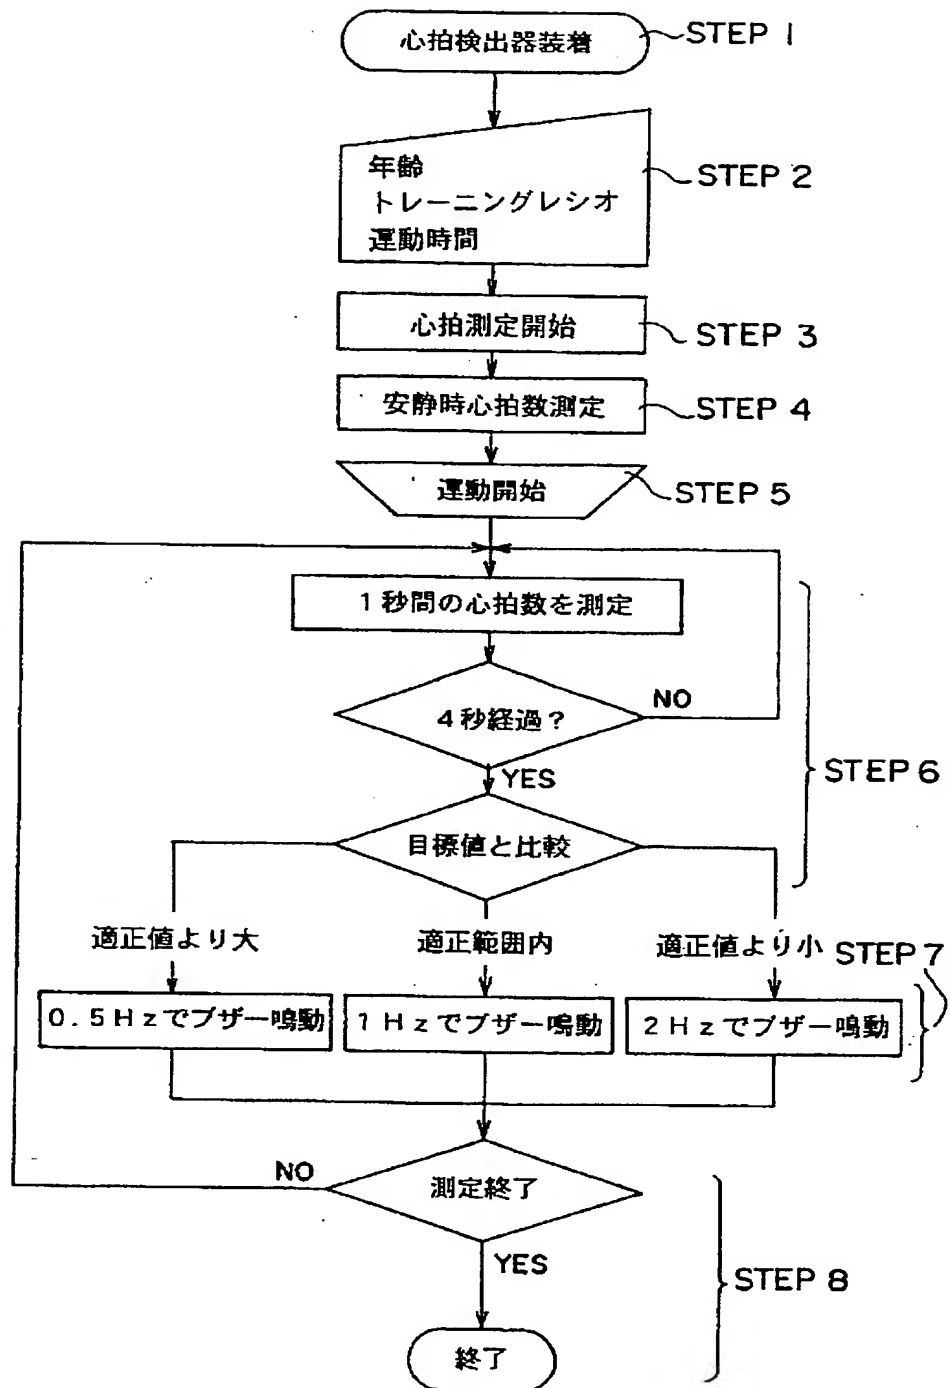 心拍検出器装着
STEP 1
年齢
トレーニングレシオ
運動時間
STEP 2
心拍測定開始
STEP 3
安静時心拍数測定
STEP 4
運動開始
STEP 5
1秒間の心拍数を測定
4秒経過?
NO
YES
STEP 6
目標値と比較
適正値より大
適正範囲内
適正値より小
STEP 7
0.5Hzでブザー鳴動
1Hzでブザー鳴動
2Hzでブザー鳴動
測定終了
NO
YES
STEP 8
終了